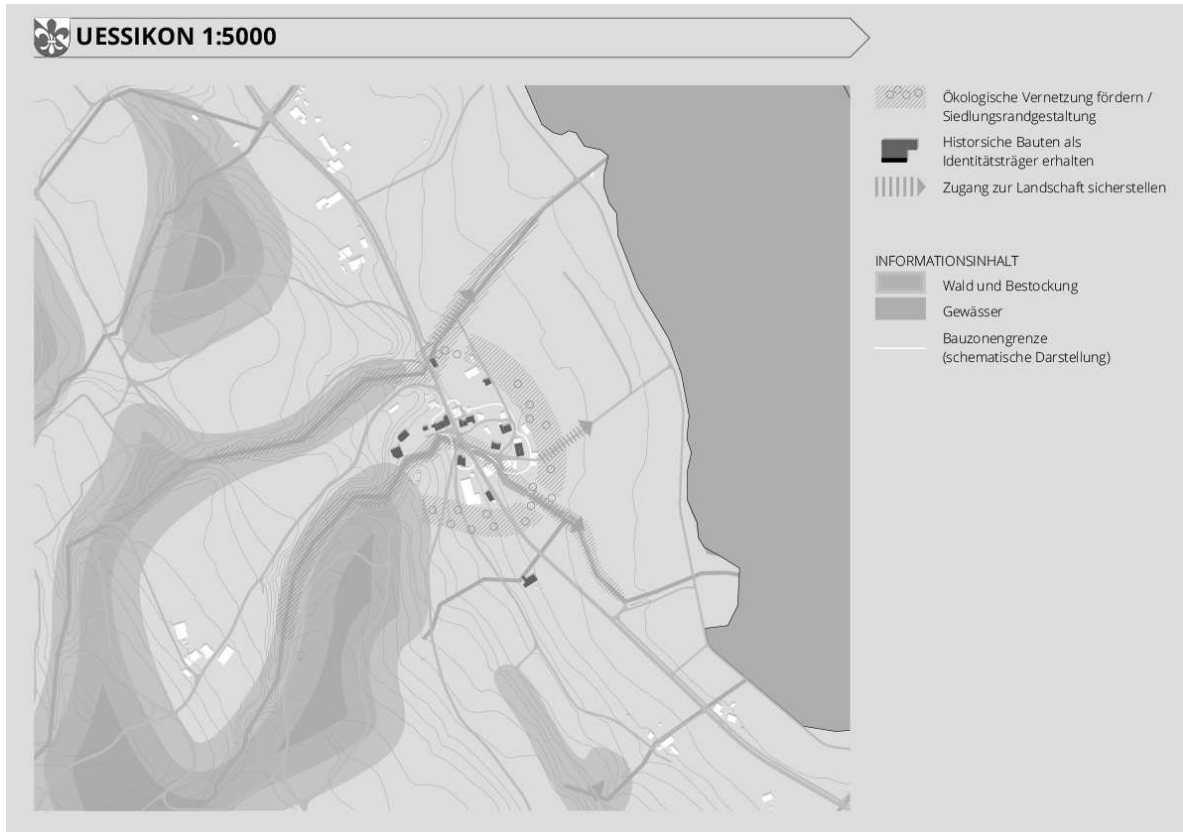 UESSIKON 1:5000
Ökologische Vernetzung fördern /
Siedlungsrandgestaltung
Historsiche Bauten als
Identitätsträger erhalten
Zugang zur Landschaft sicherstellen
INFORMATIONSINHALT
Wald und Bestockung
Gewässer
Bauzonengrenze
(schematische Darstellung)